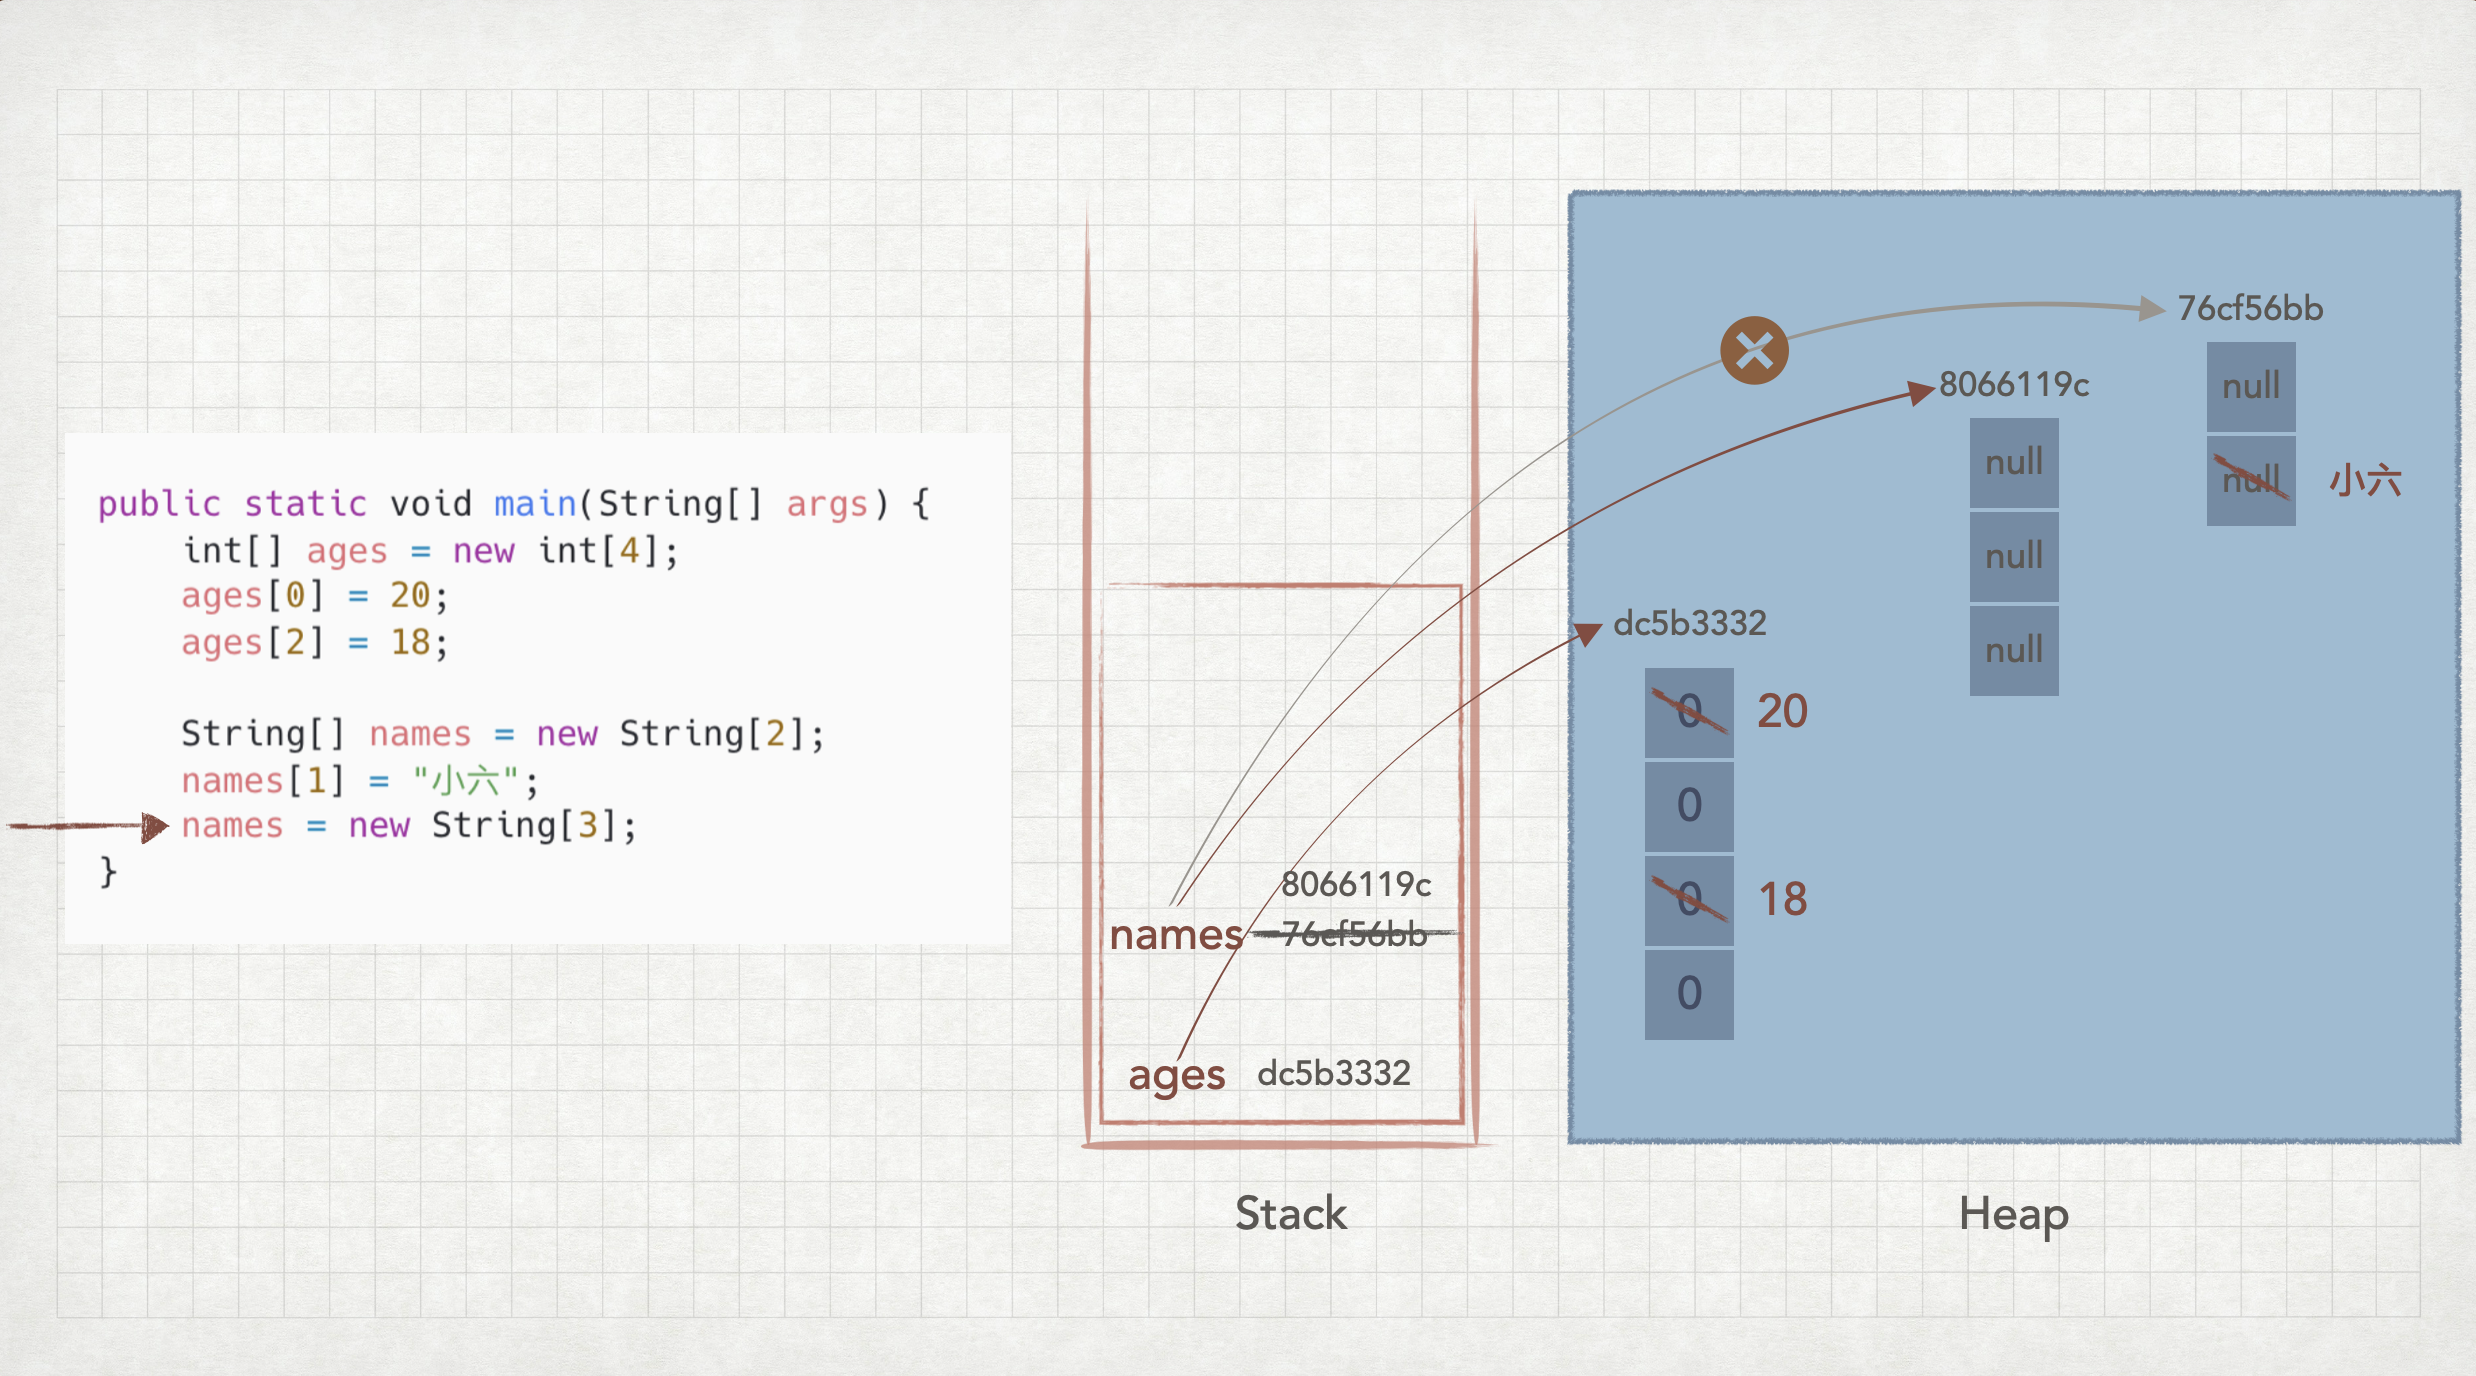 public static void main(String[] args) {
int[] ages = new int[4];
ages[0] = 20;
ages[2] = 18;
String[] names = new String[2];
names[1] = "小六";
names = new String[3];
}
8066119c
names 76cf56bb
ages dc5b3332
Stack
dc5b3332
0 20
0
0 18
0
8066119c
null
null
null
76cf56bb
null
null 小六
Heap